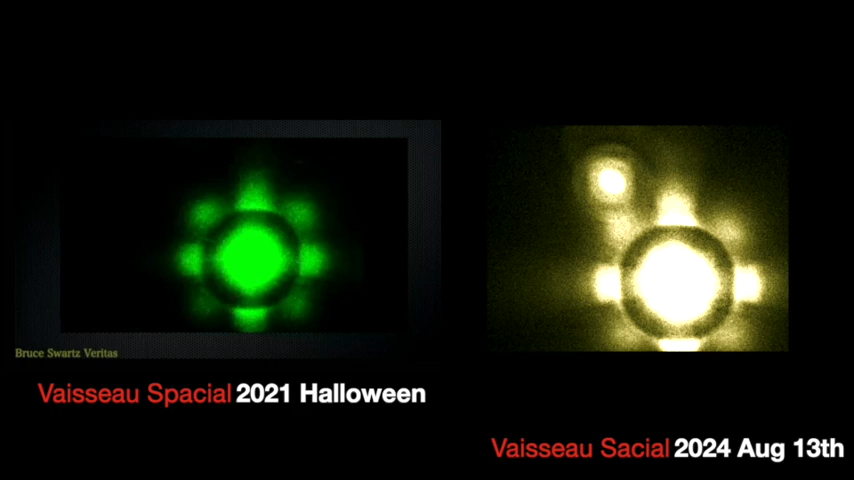 Bruce Swartz Veritas
Vaisseau Spacial 2021 Halloween
Vaisseau Sacial 2024 Aug 13th